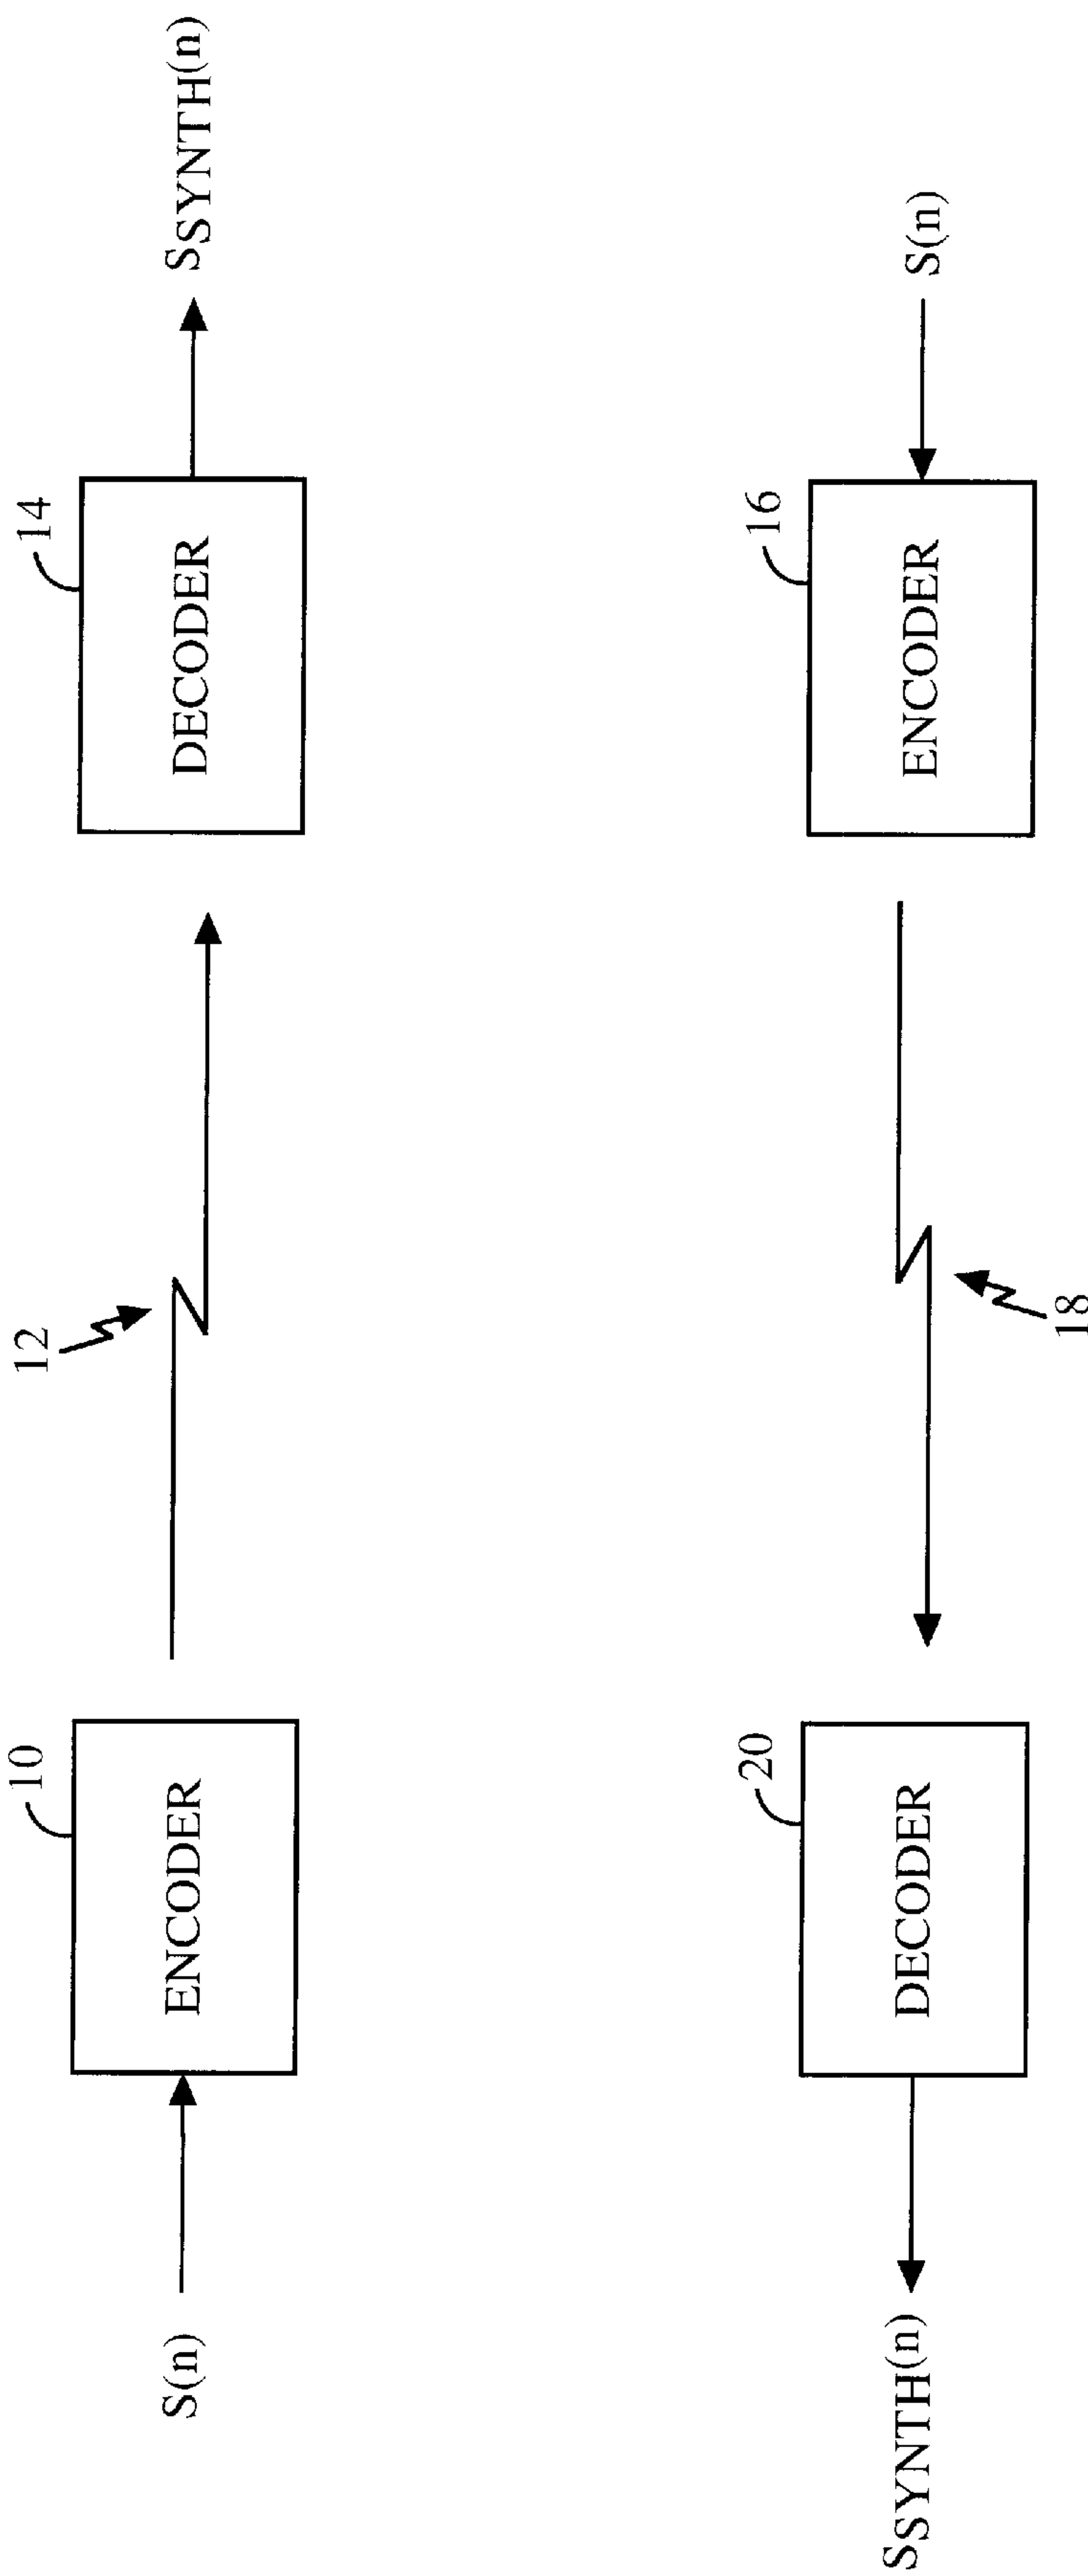 10
12
14
S(n)
ENCODER
DECODER
SSYNTH(n)
20
16
SSYNTH(n)
DECODER
ENCODER
S(n)
18